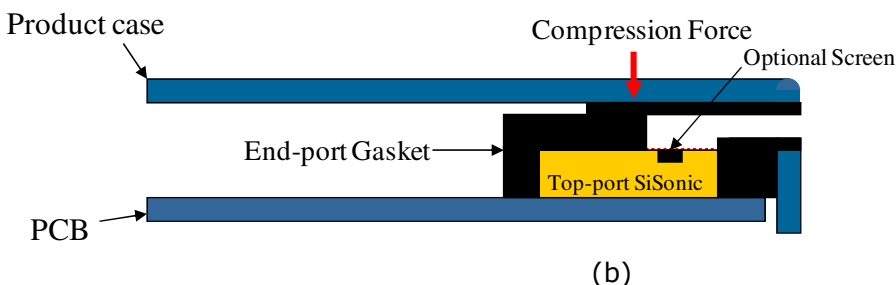 Product case
Compression Force
Optional Screen
End-port Gasket
Top-port SiSonic
PCB
(b)